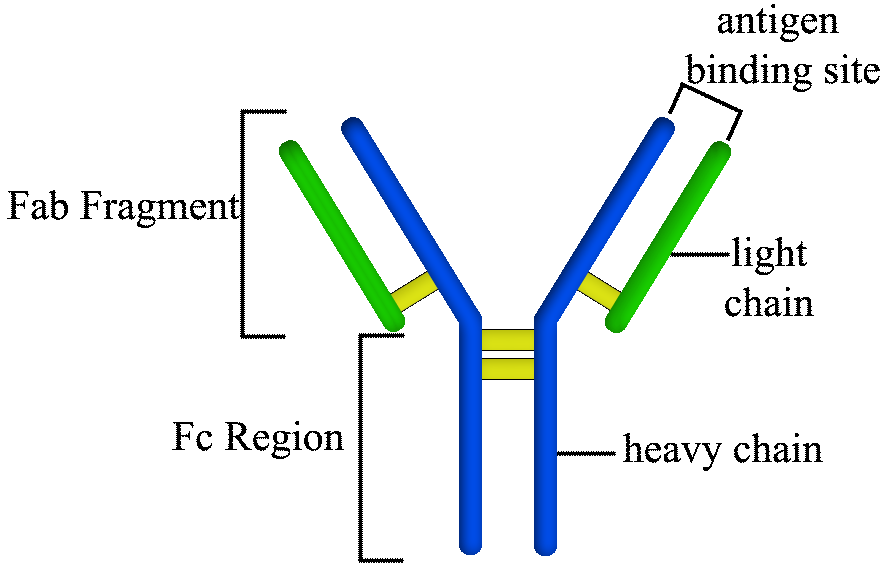 antigen
binding site
Fab Fragment
light
chain
Fc Region
heavy chain